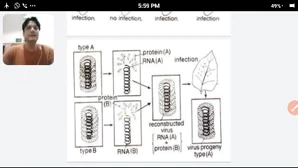 5:59 PM
49%
infection.
no infection.
infection.
infection.
type A
protein(A)
RNA(A)
infection
protein
(B)
type B
RNA(B)
reconstructed
virus
RNA(A)
+
protein(B)
virus progeny
type(A)